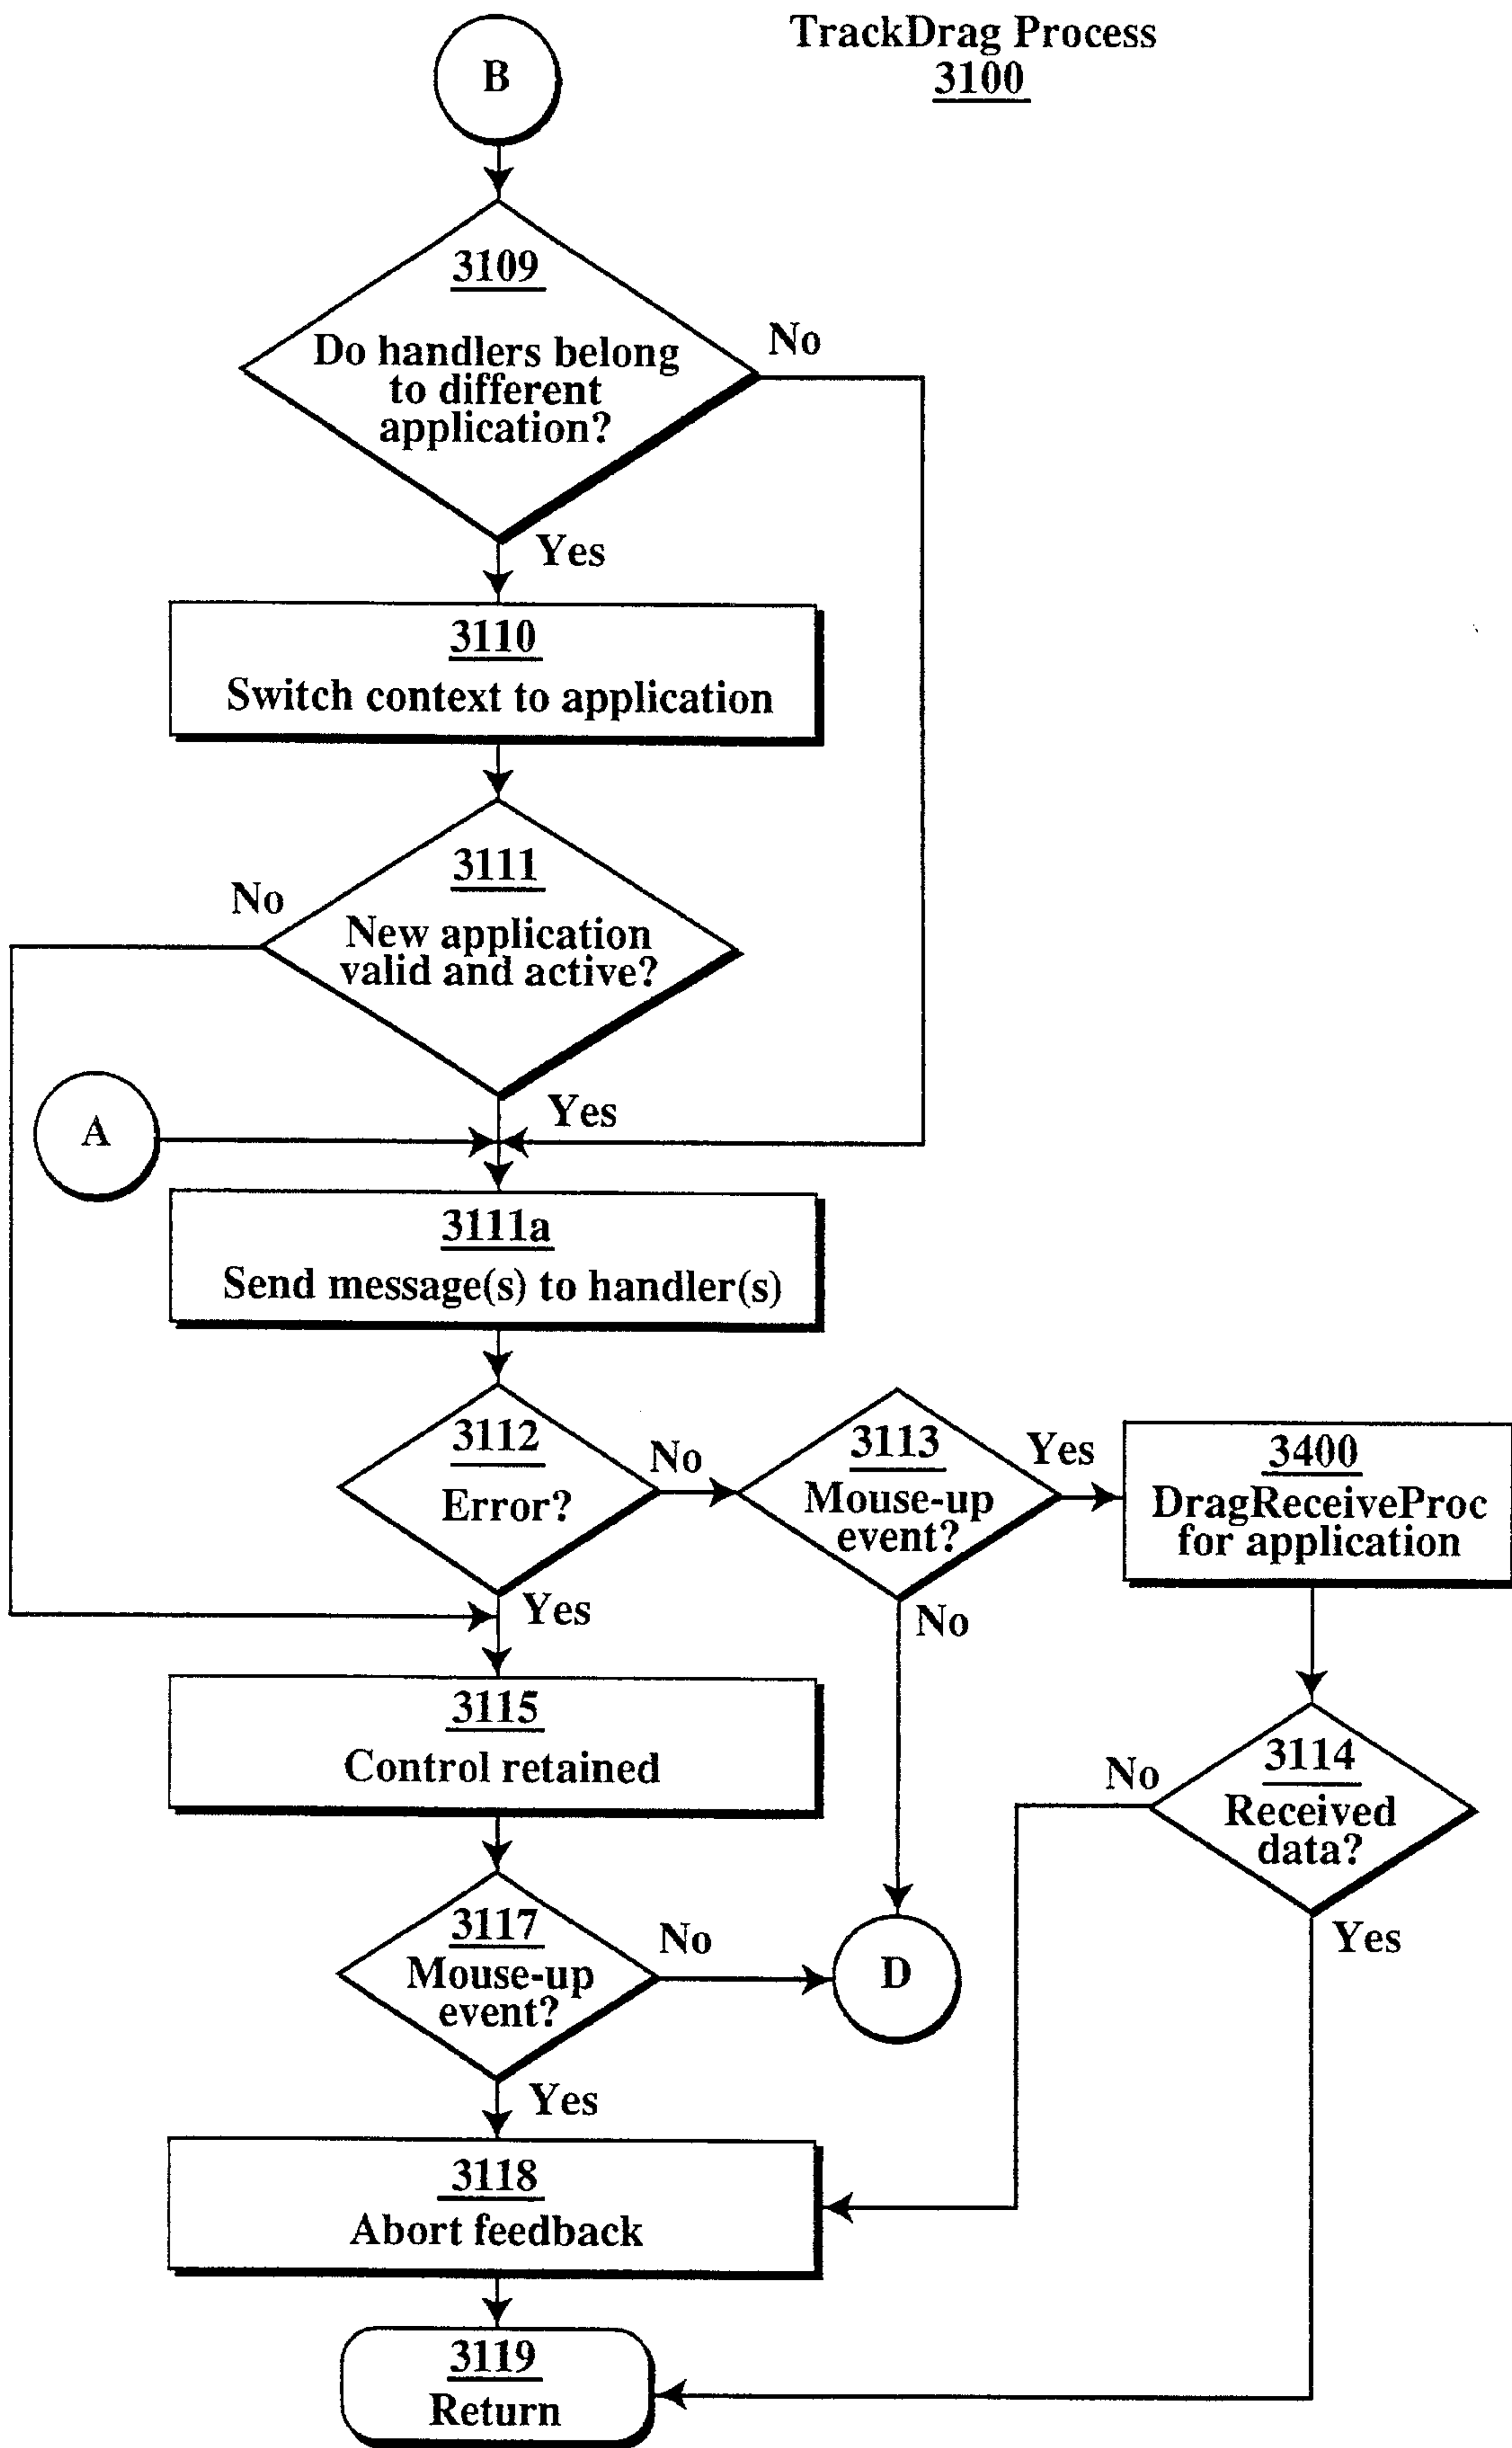 TrackDrag Process
3100
B
3109
Do handlers belong
to different
application?
No
Yes
3110
Switch context to application
3111
New application
valid and active?
No
Yes
A
3111a
Send message(s) to handler(s)
3112
Error?
No
Yes
3113
Mouse-up
event?
Yes
No
3400
DragReceiveProc
for application
3114
Received
data?
No
Yes
3115
Control retained
3117
Mouse-up
event?
No
Yes
D
3118
Abort feedback
3119
Return